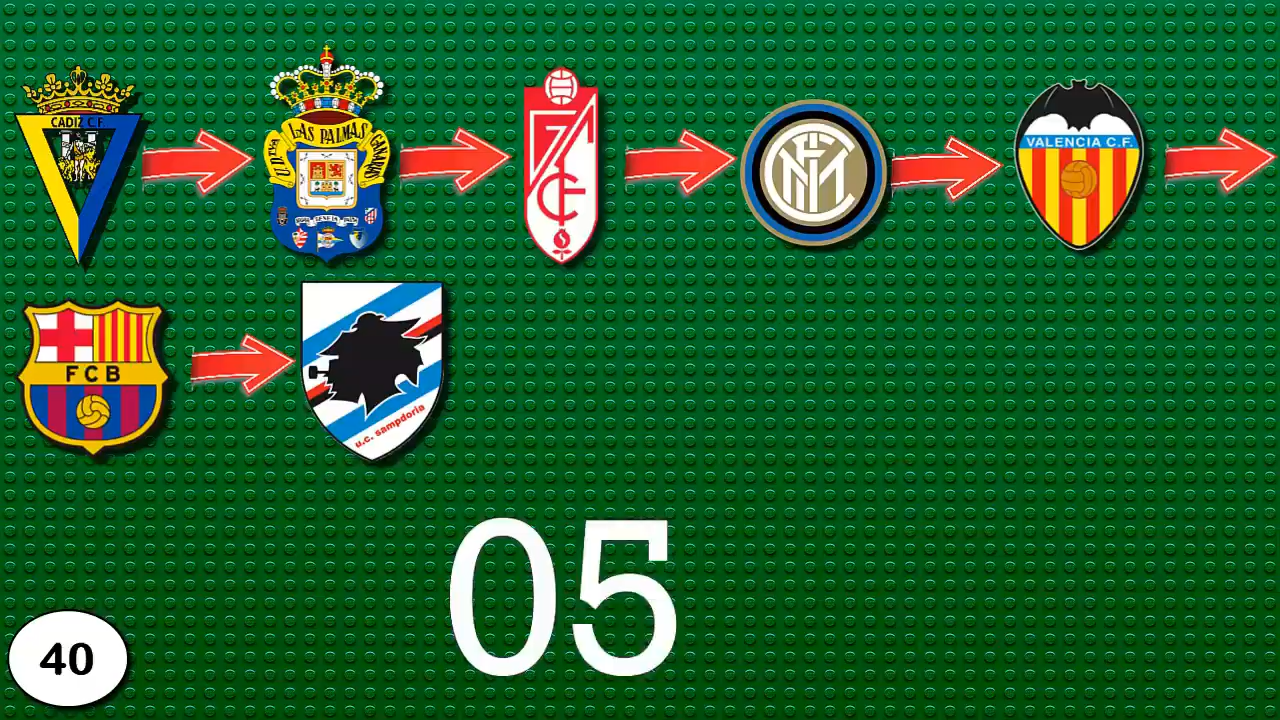 CADIZ C.F
LAS PALMAS
VALENCIA C.F.
FCB
u.c. sampdoria
05
40